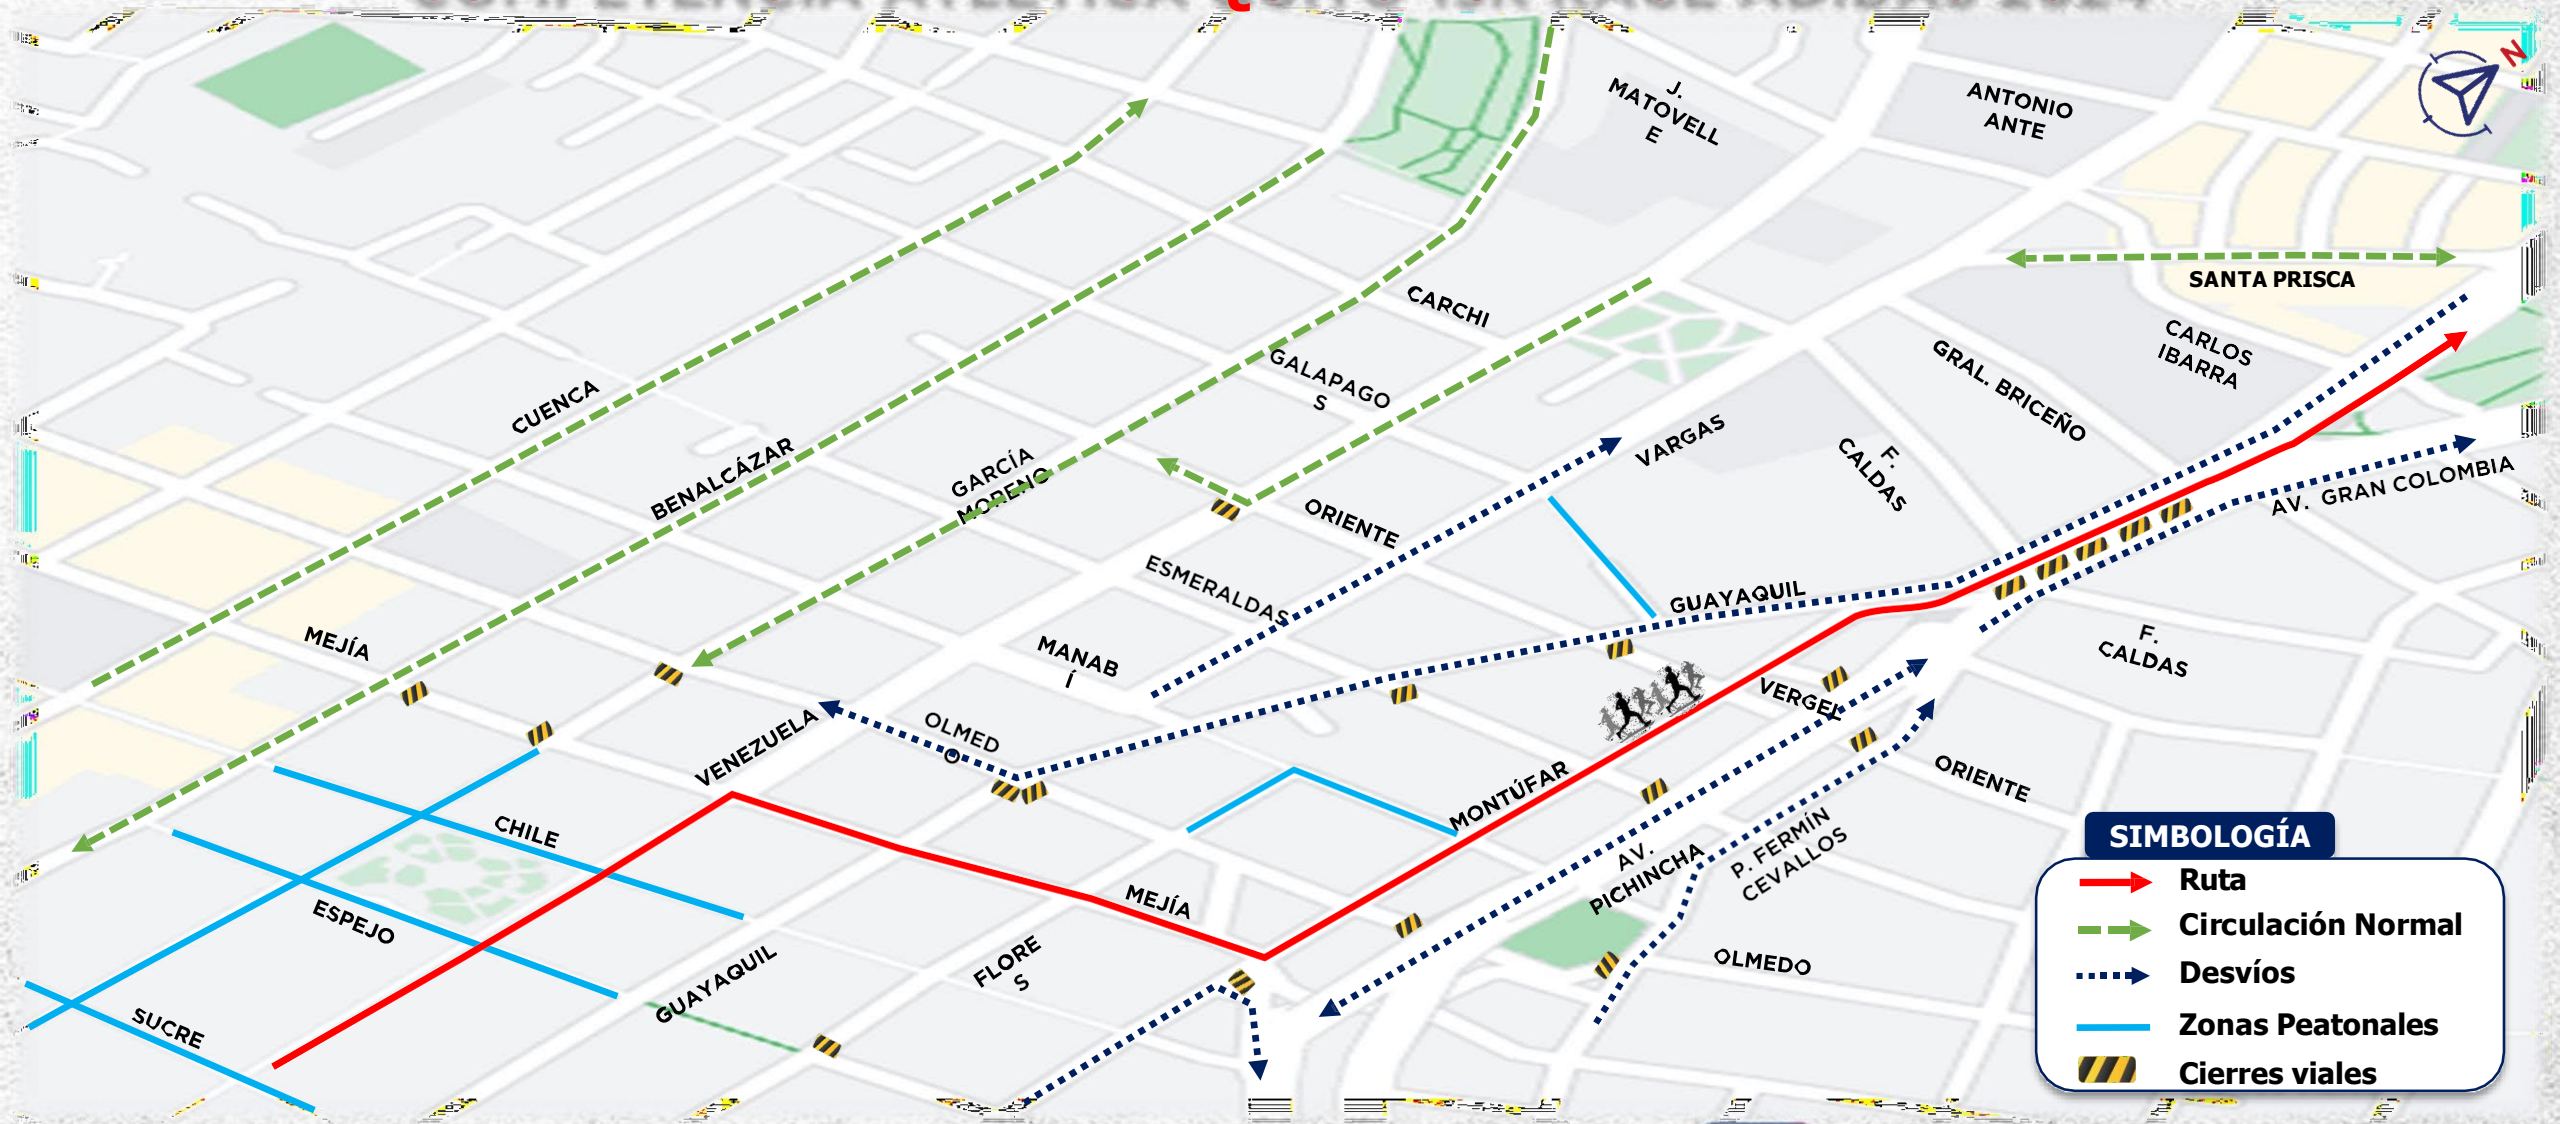 N
J.
MATOVELL
E
ANTONIO
ANTE
SANTA PRISCA
CARCHI
CARLOS
IBARRA
GRAL. BRICEÑO
GALAPAGO
S
CUENCA
VARGAS
F.
CALDAS
BENALCÁZAR
GARCÍA
MORENO
AV. GRAN COLOMBIA
ORIENTE
ESMERALDAS
GUAYAQUIL
MEJÍA
MANAB
Í
F.
CALDAS
VERGEL
VENEZUELA
OLMED
O
ORIENTE
MONTÚFAR
CHILE
AV.
PICHINCHA
P. FERMÍN
CEVALLOS
MEJÍA
ESPEJO
FLORE
S
OLMEDO
GUAYAQUIL
SUCRE
SIMBOLOGÍA
Ruta
Circulación Normal
Desvíos
Zonas Peatonales
Cierres viales